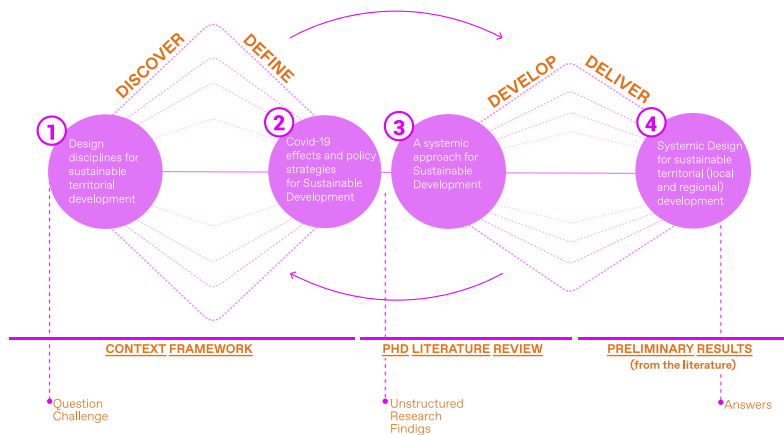 DISCOVER
DEFINE
DEVELOP
DELIVER
1
Design
disciplines for
sustainable
territorial
development
2
Covid-19
effects and policy
strategies
for Sustainable
Development
3
A systemic
approach for
Sustainable
Development
4
Systemic Design
for sustainable
territorial (local
and regional)
development
CONTEXT FRAMEWORK
PHD LITERATURE REVIEW
PRELIMINARY RESULTS
(from the literature)
Question
Challenge
Unstructured
Research
Findigs
Answers